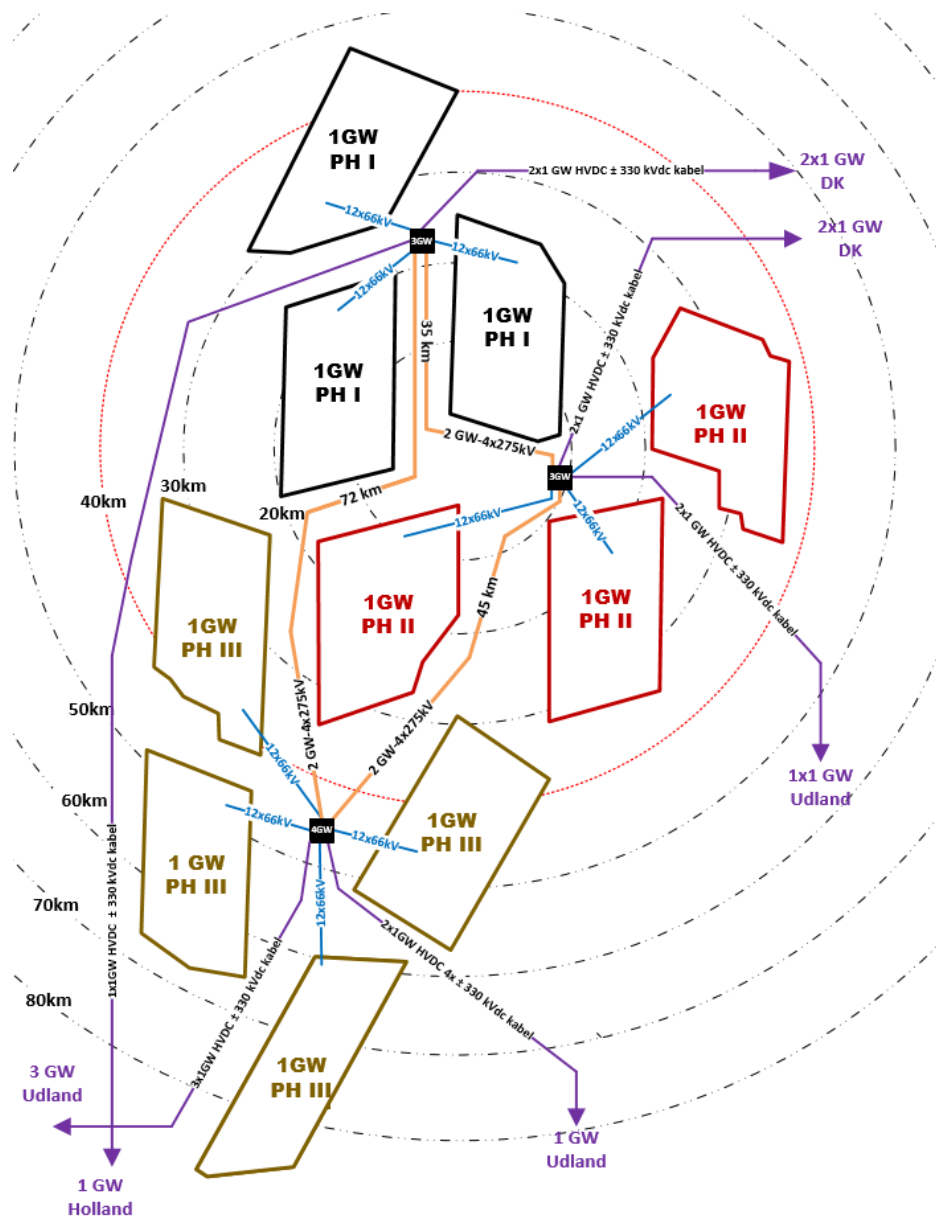 1GW
PH I
2x1 GW HVDC ± 330 kVdc kabel
2x1 GW
DK
12x66kV
3GW
12x66kV
12x66kV
2x1 GW
DK
2x1 GW HVDC ± 330 kVdc kabel
35 km
1GW
PH I
1GW
PH I
1GW
PH II
12x66kV
2 GW-4x275kV
3GW
40km
30km
72 km
20km
12x66kV
12x66kV
2x1 GW HVDC ± 330 kVdc kabel
45 km
1GW
PH II
1GW
PH II
1GW
PH III
50km
2 GW-4x275kV
2 GW-4x275kV
12x66kV
1x1 GW
Udland
60km
12x66kV
4GW
12x66kV
1GW
PH III
1 GW
PH III
1x1GW HVDC ± 330 kVdc kabel
12x66kV
70km
2x1GW HVDC 4x ± 330 kVdc kabel
3x1GW HVDC ± 330 kVdc kabel
80km
1GW
PH III
3 GW
Udland
1 GW
Udland
1 GW
Holland